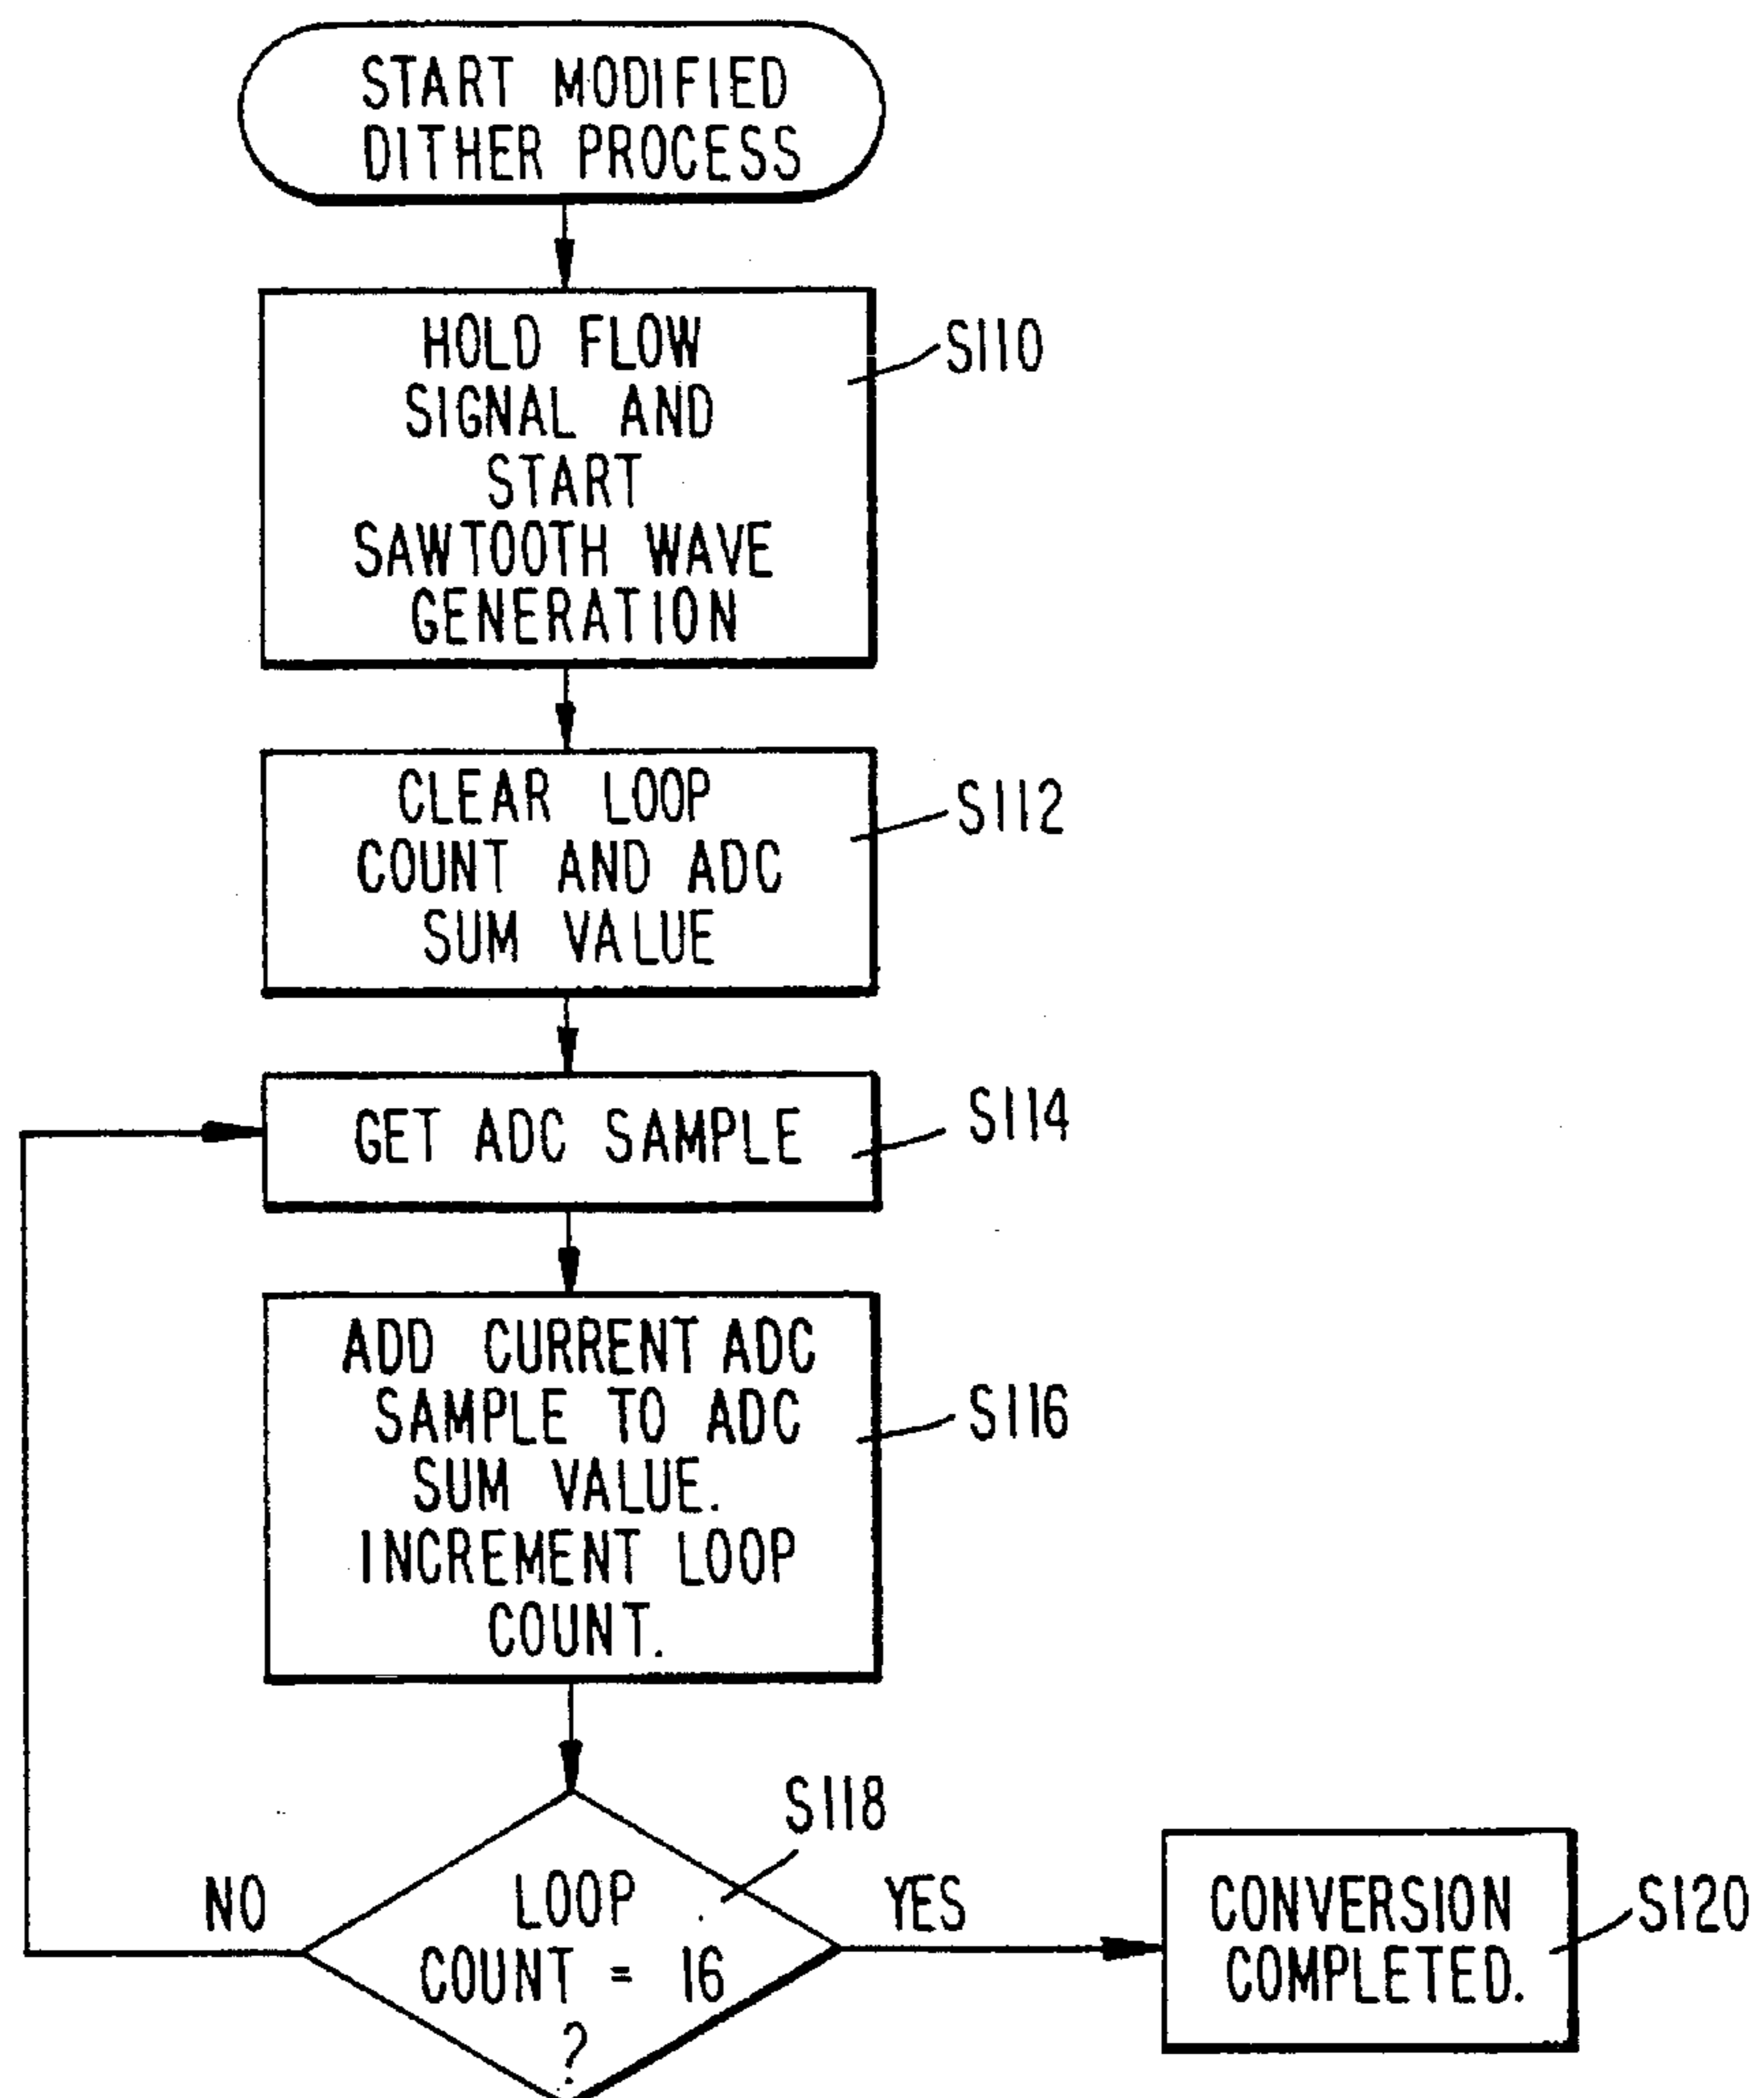 START MODIFIED
DITHER PROCESS
HOLD FLOW
SIGNAL AND
START
SAWTOOTH WAVE
GENERATION
S110
CLEAR LOOP
COUNT AND ADC
SUM VALUE
S112
GET ADC SAMPLE
S114
ADD CURRENT ADC
SAMPLE TO ADC
SUM VALUE.
INCREMENT LOOP
COUNT.
S116
S118
NO
LOOP
COUNT = 16
?
YES
CONVERSION
COMPLETED.
S120